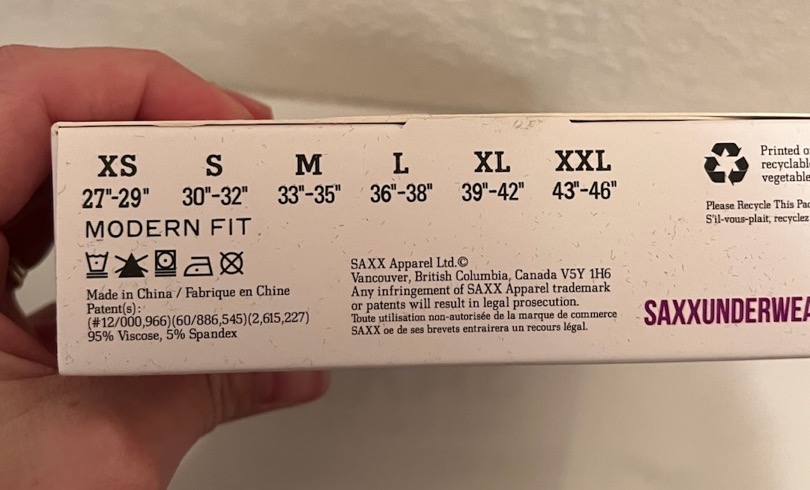 XS S M L XL XXL
27"-29" 30"-32" 33"-35" 36"-38" 39"-42" 43"-46"
MODERN FIT
Made in China / Fabrique en Chine
Patent(s):
(#12/000,966)(60/886,545)(2,615,227)
95% Viscose, 5% Spandex
SAXX Apparel Ltd.©
Vancouver, British Columbia, Canada V5Y 1H6
Any infringement of SAXX Apparel trademark
or patents will result in legal prosecution.
Toute utilisation non-autorisée de la marque de commerce
SAXX oe de ses brevets entrairera un recours légal.
Printed
recyclabl
vegetable
Please Recycle This Pac
S'il-vous-plait, recyclez
SAXXUNDERWEA